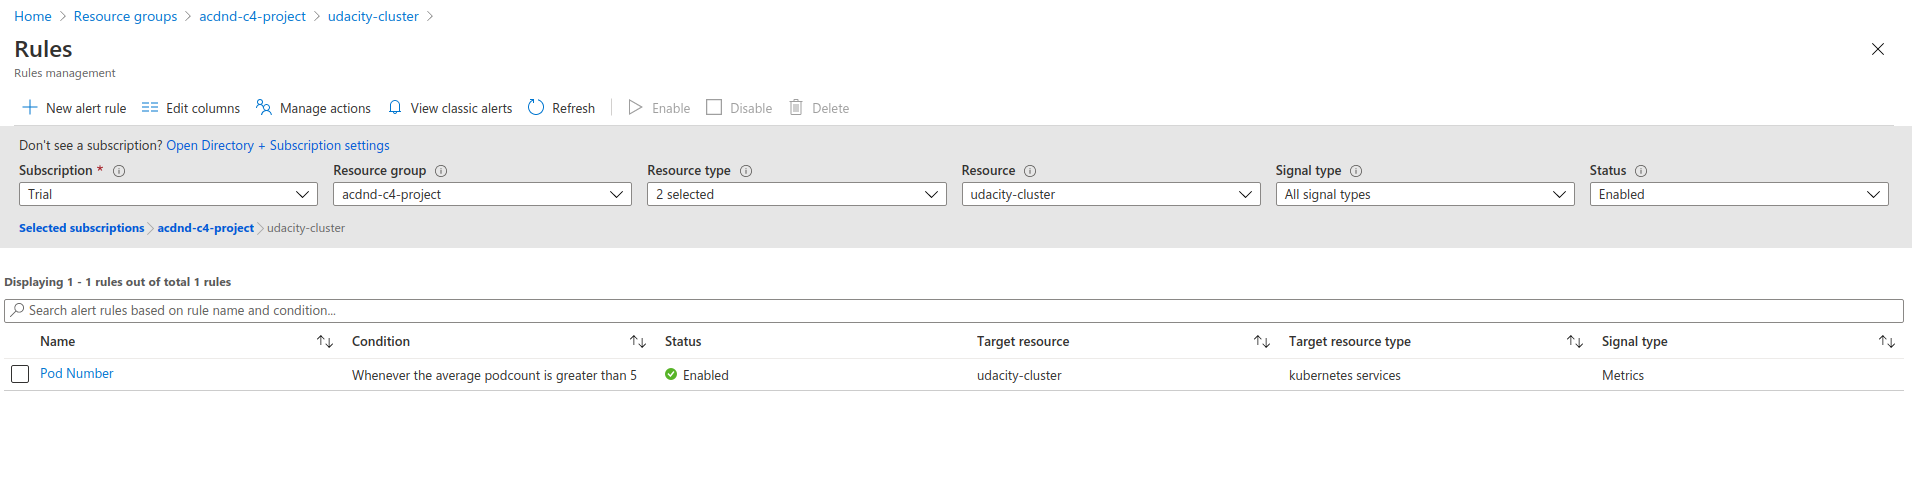 Home > Resource groups > acdnd-c4-project > udacity-cluster >
Rules
Rules management
New alert rule Edit columns Manage actions View classic alerts Refresh Enable Disable Delete
Don't see a subscription? Open Directory + Subscription settings
Subscription * Resource group Resource type Resource Signal type Status
Trial acdnd-c4-project 2 selected udacity-cluster All signal types Enabled
Selected subscriptions > acdnd-c4-project > udacity-cluster
Displaying 1 - 1 rules out of total 1 rules
Search alert rules based on rule name and condition...
Name Condition Status Target resource Target resource type Signal type
Pod Number Whenever the average podcount is greater than 5 Enabled udacity-cluster kubernetes services Metrics